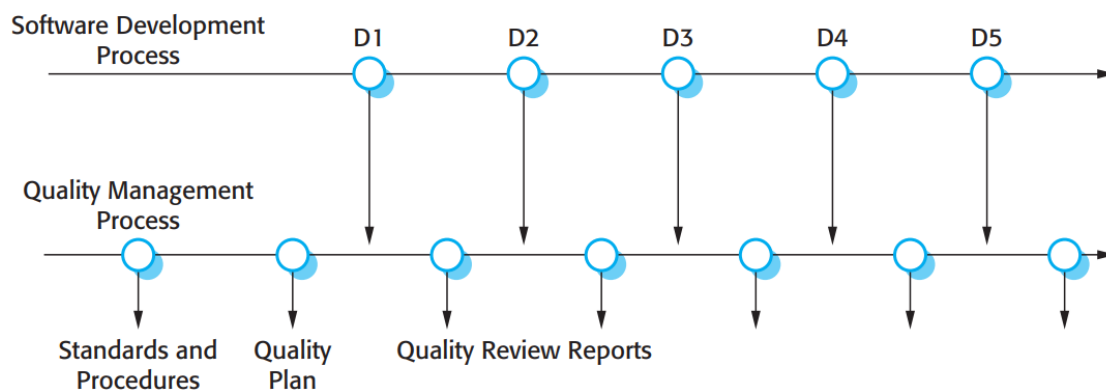 Software Development
Process
D1 D2 D3 D4 D5
Quality Management
Process
Standards and
Procedures
Quality
Plan
Quality Review Reports